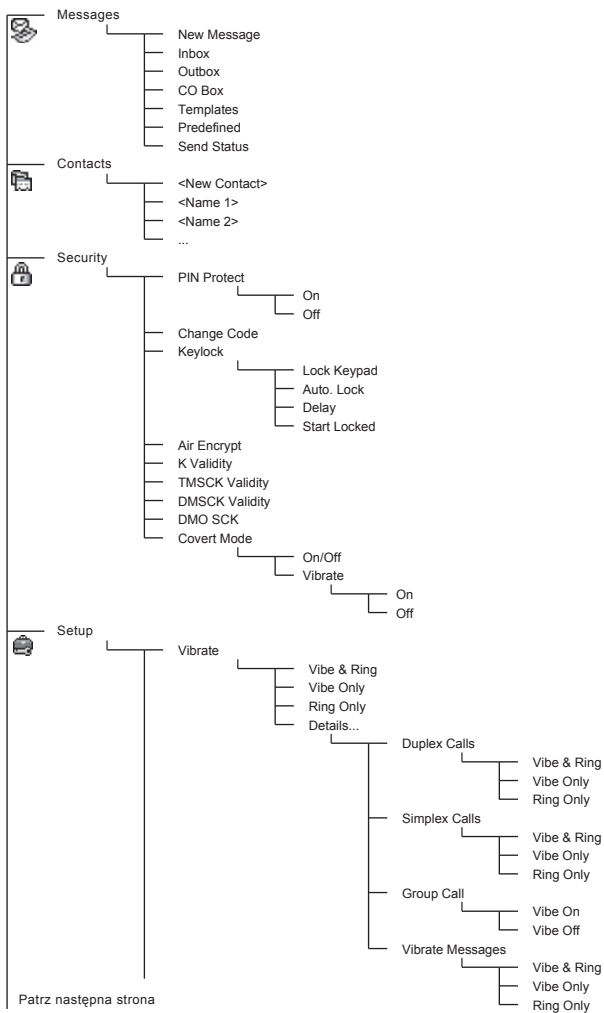 Messages
New Message
Inbox
Outbox
CO Box
Templates
Predefined
Send Status
Contacts
<New Contact>
<Name 1>
<Name 2>
...
Security
PIN Protect
On
Off
Change Code
Keylock
Lock Keypad
Auto. Lock
Delay
Start Locked
Air Encrypt
K Validity
TMSCK Validity
DMSCK Validity
DMO SCK
Covert Mode
On/Off
Vibrate
On
Off
Setup
Vibrate
Vibe & Ring
Vibe Only
Ring Only
Details...
Duplex Calls
Vibe & Ring
Vibe Only
Ring Only
Simplex Calls
Vibe & Ring
Vibe Only
Ring Only
Group Call
Vibe On
Vibe Off
Vibrate Messages
Vibe & Ring
Vibe Only
Ring Only
Patrz następna strona